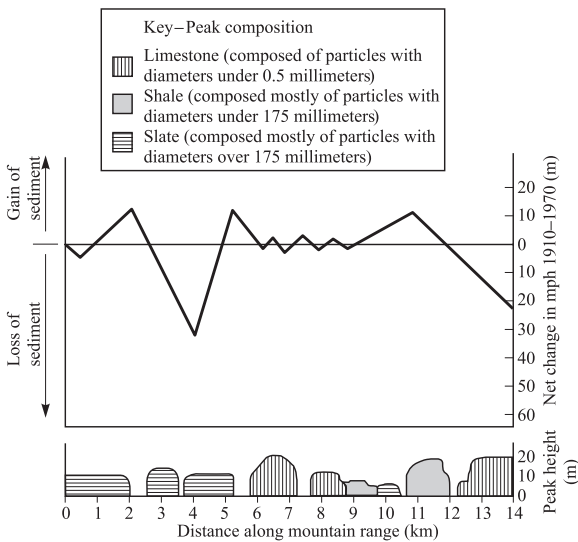 Key–Peak composition
Limestone (composed of particles with
diameters under 0.5 millimeters)
Shale (composed mostly of particles with
diameters under 175 millimeters)
Slate (composed mostly of particles with
diameters over 175 millimeters)
Gain of
sediment
Loss of
sediment
20
10
0
10
20
30
40
50
60
Net change in mph 1910–1970 (m)
20
10
0
Peak height
(m)
0 1 2 3 4 5 6 7 8 9 10 11 12 13 14
Distance along mountain range (km)